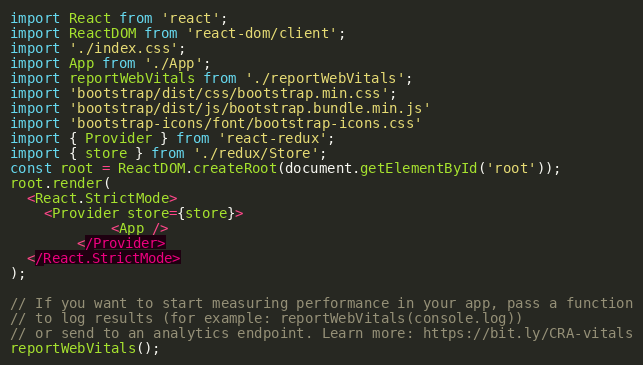 import React from 'react';
import ReactDOM from 'react-dom/client';
import './index.css';
import App from './App';
import reportWebVitals from './reportWebVitals';
import 'bootstrap/dist/css/bootstrap.min.css';
import 'bootstrap/dist/js/bootstrap.bundle.min.js'
import 'bootstrap-icons/font/bootstrap-icons.css'
import { Provider } from 'react-redux';
import { store } from './redux/Store';
const root = ReactDOM.createRoot(document.getElementById('root'));
root.render(
  <React.StrictMode>
    <Provider store={store}>
            <App />
        </Provider>
  </React.StrictMode>
);

// If you want to start measuring performance in your app, pass a function
// to log results (for example: reportWebVitals(console.log))
// or send to an analytics endpoint. Learn more: https://bit.ly/CRA-vitals
reportWebVitals();